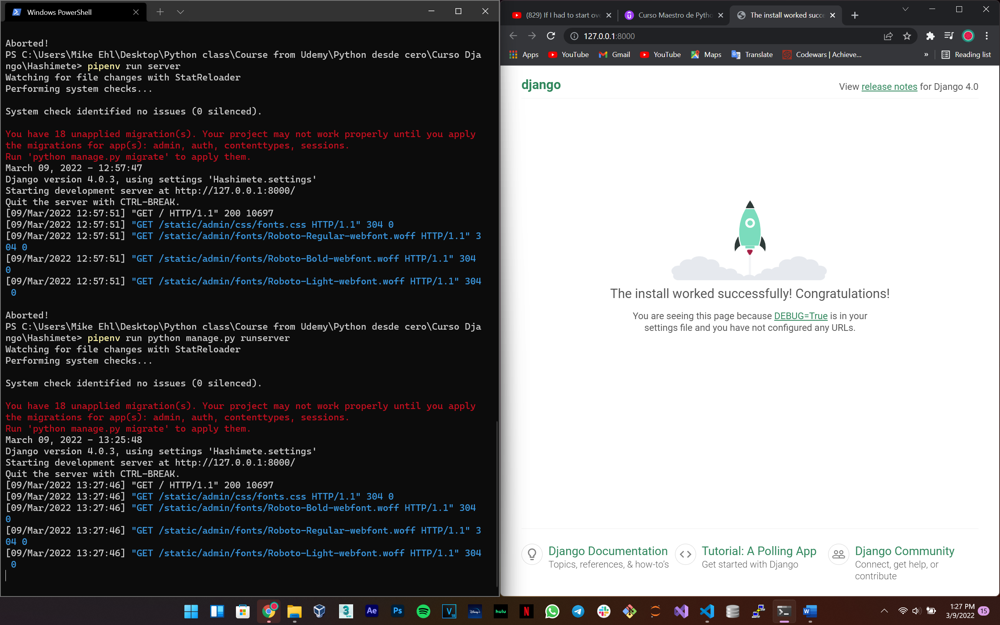 Windows PowerShell
Aborted!
PS C:\Users\Mike Ehl\Desktop\Python class\Course from Udemy\Python desde cero\Curso Dja
ngo\Hashimete> pipenv run server
Watching for file changes with StatReloader
Performing system checks...
System check identified no issues (0 silenced).
You have 18 unapplied migration(s). Your project may not work properly until you apply
the migrations for app(s): admin, auth, contenttypes, sessions.
Run 'python manage.py migrate' to apply them.
March 09, 2022 - 12:57:47
Django version 4.0.3, using settings 'Hashimete.settings'
Starting development server at http://127.0.0.1:8000/
Quit the server with CTRL-BREAK.
[09/Mar/2022 12:57:51] "GET / HTTP/1.1" 200 10697
[09/Mar/2022 12:57:51] "GET /static/admin/css/fonts.css HTTP/1.1" 304 0
[09/Mar/2022 12:57:51] "GET /static/admin/fonts/Roboto-Regular-webfont.woff HTTP/1.1" 3
04 0
[09/Mar/2022 12:57:51] "GET /static/admin/fonts/Roboto-Bold-webfont.woff HTTP/1.1" 304
0
[09/Mar/2022 12:57:51] "GET /static/admin/fonts/Roboto-Light-webfont.woff HTTP/1.1" 304
0
Aborted!
PS C:\Users\Mike Ehl\Desktop\Python class\Course from Udemy\Python desde cero\Curso Dja
ngo\Hashimete> pipenv run python manage.py runserver
Watching for file changes with StatReloader
Performing system checks...
System check identified no issues (0 silenced).
You have 18 unapplied migration(s). Your project may not work properly until you apply
the migrations for app(s): admin, auth, contenttypes, sessions.
Run 'python manage.py migrate' to apply them.
March 09, 2022 - 13:25:48
Django version 4.0.3, using settings 'Hashimete.settings'
Starting development server at http://127.0.0.1:8000/
Quit the server with CTRL-BREAK.
[09/Mar/2022 13:27:46] "GET / HTTP/1.1" 200 10697
[09/Mar/2022 13:27:46] "GET /static/admin/css/fonts.css HTTP/1.1" 304 0
[09/Mar/2022 13:27:46] "GET /static/admin/fonts/Roboto-Bold-webfont.woff HTTP/1.1" 304
0
[09/Mar/2022 13:27:46] "GET /static/admin/fonts/Roboto-Regular-webfont.woff HTTP/1.1" 3
04 0
[09/Mar/2022 13:27:46] "GET /static/admin/fonts/Roboto-Light-webfont.woff HTTP/1.1" 304
0
(829) If I had to start ove Curso Maestro de Pytho The install worked succe
127.0.0.1:8000
Apps YouTube Gmail YouTube Maps Translate Codewars | Achieve... » Reading list
django
View release notes for Django 4.0
The install worked successfully! Congratulations!
You are seeing this page because DEBUG=True is in your
settings file and you have not configured any URLs.
Django Documentation
Topics, references, & how-to's
Tutorial: A Polling App
Get started with Django
Django Community
Connect, get help, or
contribute
3 MAX Ae Ps V 18 Disney+ hulu N W
1:27 PM
3/9/2022 15